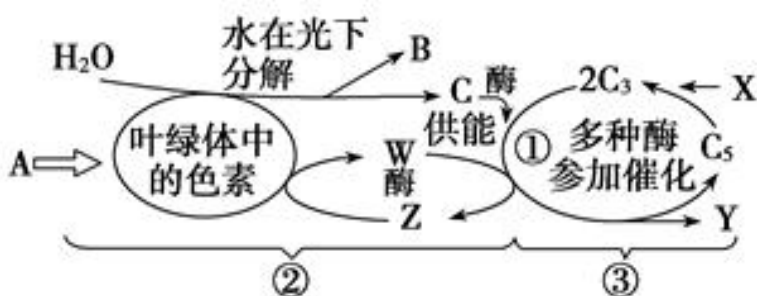 H₂O
水在光下
分解
B
C
酶
2C₃
X
供能
A
叶绿体中
的色素
W
酶
Z
①
多种酶
参加催化
C₅
Y
②
③